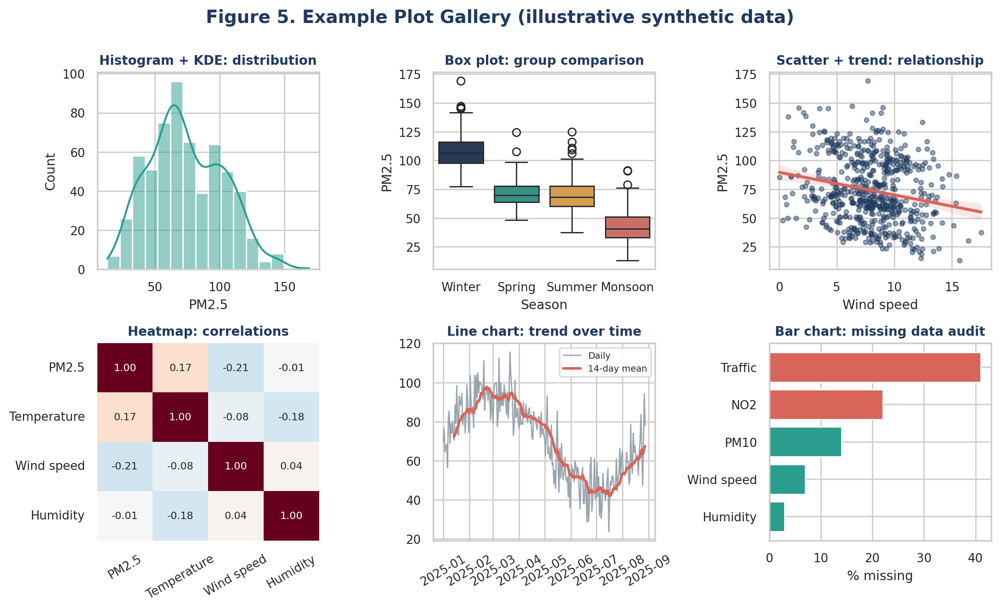 Figure 5. Example Plot Gallery (illustrative synthetic data)
Histogram + KDE: distribution
100
80
60
40
20
0
Count
50 100 150
PM2.5
Box plot: group comparison
175
150
125
100
75
50
25
PM2.5
Winter Spring Summer Monsoon
Season
Scatter + trend: relationship
175
150
125
100
75
50
25
PM2.5
0 5 10 15
Wind speed
Heatmap: correlations
PM2.5 1.00 0.17 -0.21 -0.01
Temperature 0.17 1.00 -0.08 -0.18
Wind speed -0.21 -0.08 1.00 0.04
Humidity -0.01 -0.18 0.04 1.00
PM2.5 Temperature Wind speed Humidity
Line chart: trend over time
Daily
14-day mean
120
100
80
60
40
20
2025-01 2025-02 2025-03 2025-04 2025-05 2025-06 2025-07 2025-08 2025-09
Bar chart: missing data audit
Traffic
NO2
PM10
Wind speed
Humidity
0 10 20 30 40
% missing